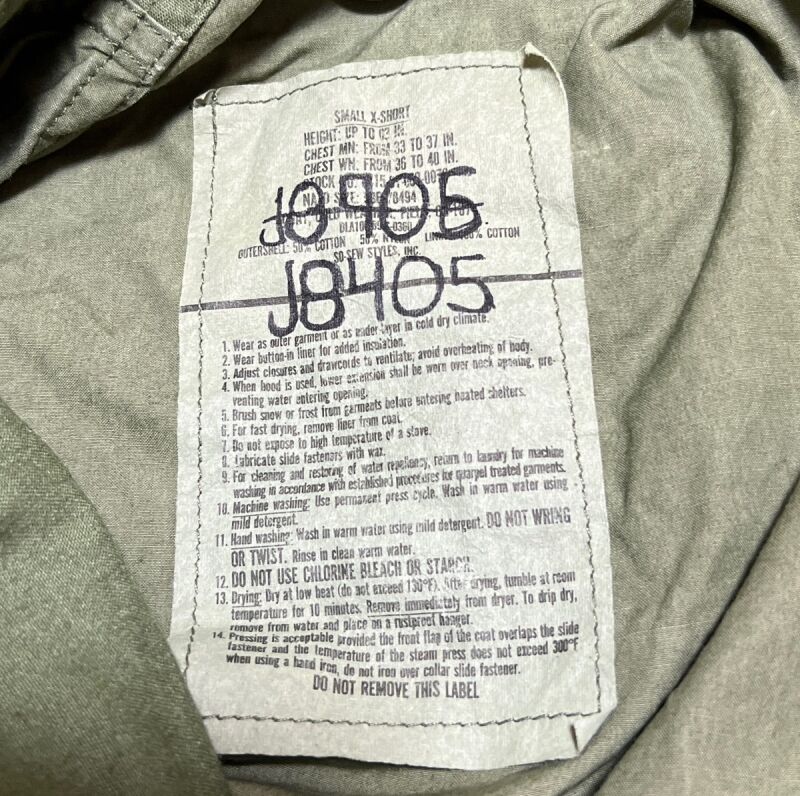 SMALL X-SHORT
HEIGHT: UP TO 63 IN.
CHEST MN: FROM 33 TO 37 IN.
CHEST WN: FROM 36 TO 40 IN.
STOCK NO.
NATO SIZE: 8494
J8405
COLD FIELD
DLA100
OUTERSHELL: 50% COTTON 50% NYLON 100% COTTON
SO-SEW STYLES, INC.
J8405
1. Wear as outer garment or as under-layer in cold dry climate.
2. Wear button-in liner for added insulation.
3. Adjust closures and drawcords to ventilate; avoid overheating of body.
4. When hood is used, lower extension shall be worn over neck opening, pre-
venting water entering opening.
5. Brush snow or frost from garments before entering heated shelters.
6. For fast drying, remove liner from coat.
7. Do not expose to high temperature of a stove.
8. Lubricate slide fasteners with wax.
9. For cleaning and restoring of water repellency, return to laundry for machine
washing in accordance with established procedures for quarpel treated garments.
10. Machine washing: Use permanent press cycle. Wash in warm water using
mild detergent.
11. Hand washing: Wash in warm water using mild detergent. DO NOT WRING
OR TWIST. Rinse in clean warm water.
12. DO NOT USE CHLORINE BLEACH OR STARCH.
13. Drying: Dry at low heat (do not exceed 130°F). After drying, tumble at room
temperature for 10 minutes. Remove immediately from dryer. To drip dry,
remove from water and place on a rustproof hanger.
14. Pressing is acceptable provided the front flap of the coat overlaps the slide
fastener and the temperature of the steam press does not exceed 300°F
when using a hand iron, do not iron over collar slide fastener.
DO NOT REMOVE THIS LABEL